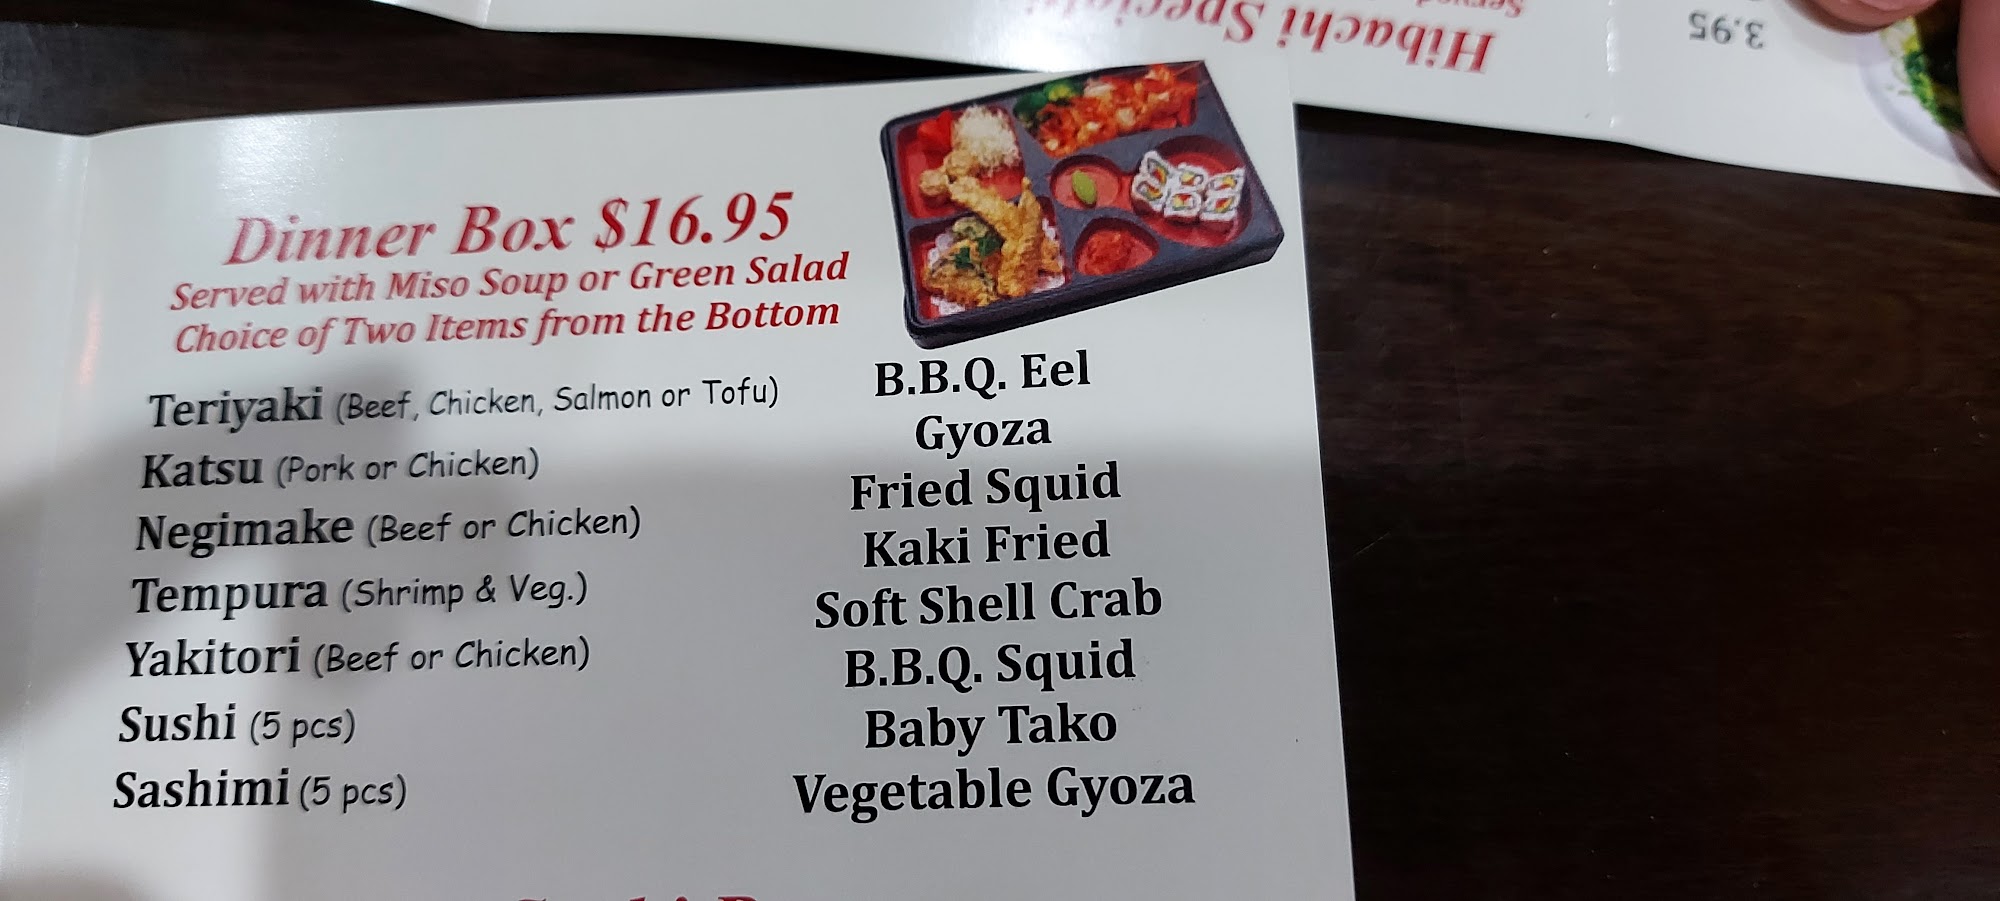 Hibachi Special
Served
3.95
Dinner Box $16.95
Served with Miso Soup or Green Salad
Choice of Two Items from the Bottom
Teriyaki (Beef, Chicken, Salmon or Tofu)
Katsu (Pork or Chicken)
Negimake (Beef or Chicken)
Tempura (Shrimp & Veg.)
Yakitori (Beef or Chicken)
Sushi (5 pcs)
Sashimi (5 pcs)
B.B.Q. Eel
Gyoza
Fried Squid
Kaki Fried
Soft Shell Crab
B.B.Q. Squid
Baby Tako
Vegetable Gyoza